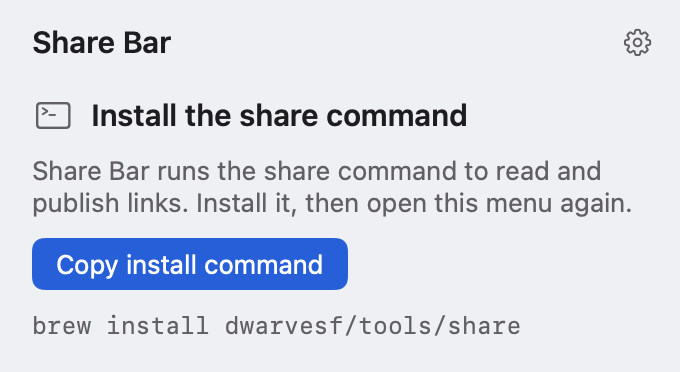 Share Bar
Install the share command
Share Bar runs the share command to read and
publish links. Install it, then open this menu again.
Copy install command
brew install dwarvesf/tools/share